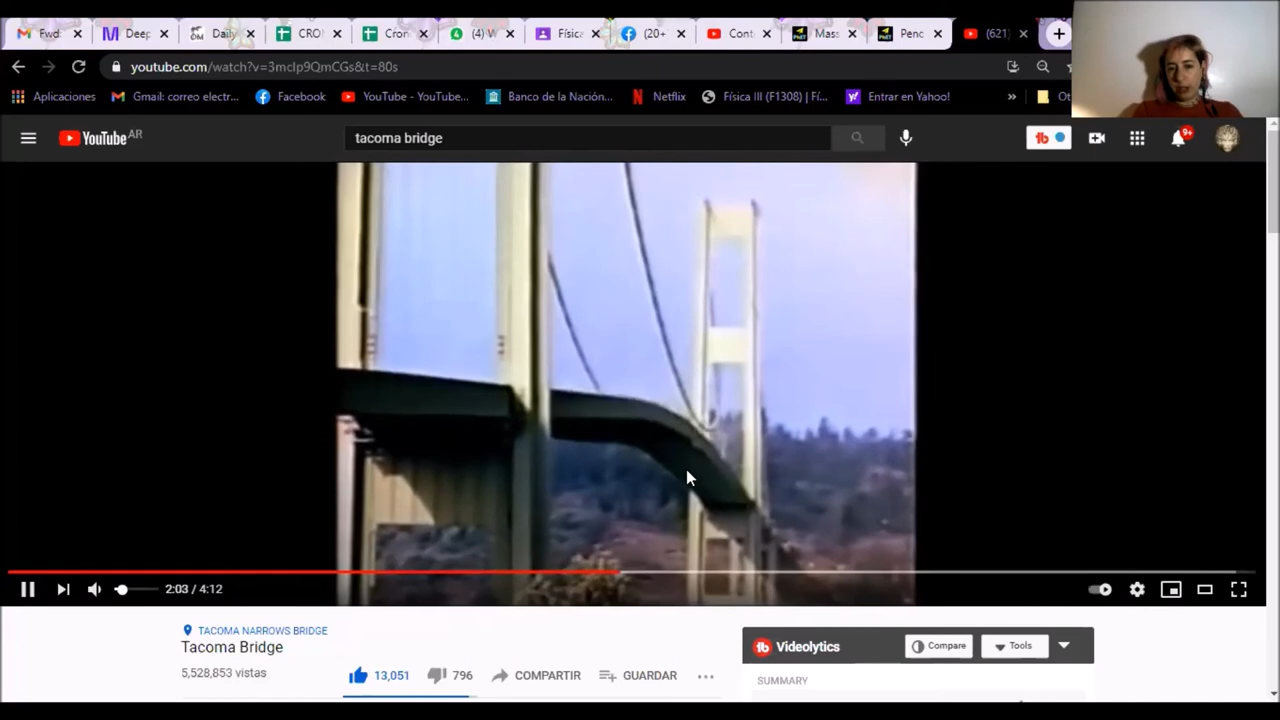 Fwd:
Deep
Daily
CRON
Cron
(4) W
Física
(20+
Cont
Mass
Penc
(621)
youtube.com/watch?v=3mclp9QmCGs&t=80s
Aplicaciones
Gmail: correo electr...
Facebook
YouTube - YouTube...
Banco de la Nación...
Netflix
Física III (F1308) | Fí...
Entrar en Yahoo!
»
Ot
YouTube AR
tacoma bridge
9+
2:03 / 4:12
TACOMA NARROWS BRIDGE
Tacoma Bridge
5,528,853 vistas
13,051
796
COMPARTIR
GUARDAR
Videolytics
Compare
Tools
SUMMARY